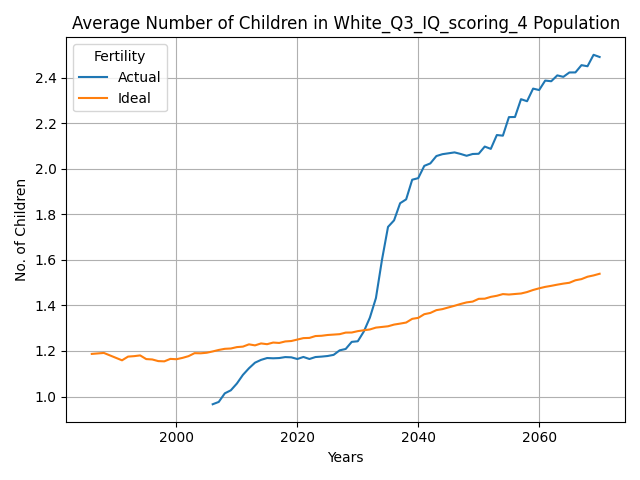 Average Number of Children in White_Q3_IQ_scoring_4 Population
Fertility
Actual
Ideal
2.4
2.2
2.0
1.8
1.6
1.4
1.2
1.0
No. of Children
2000
2020
2040
2060
Years